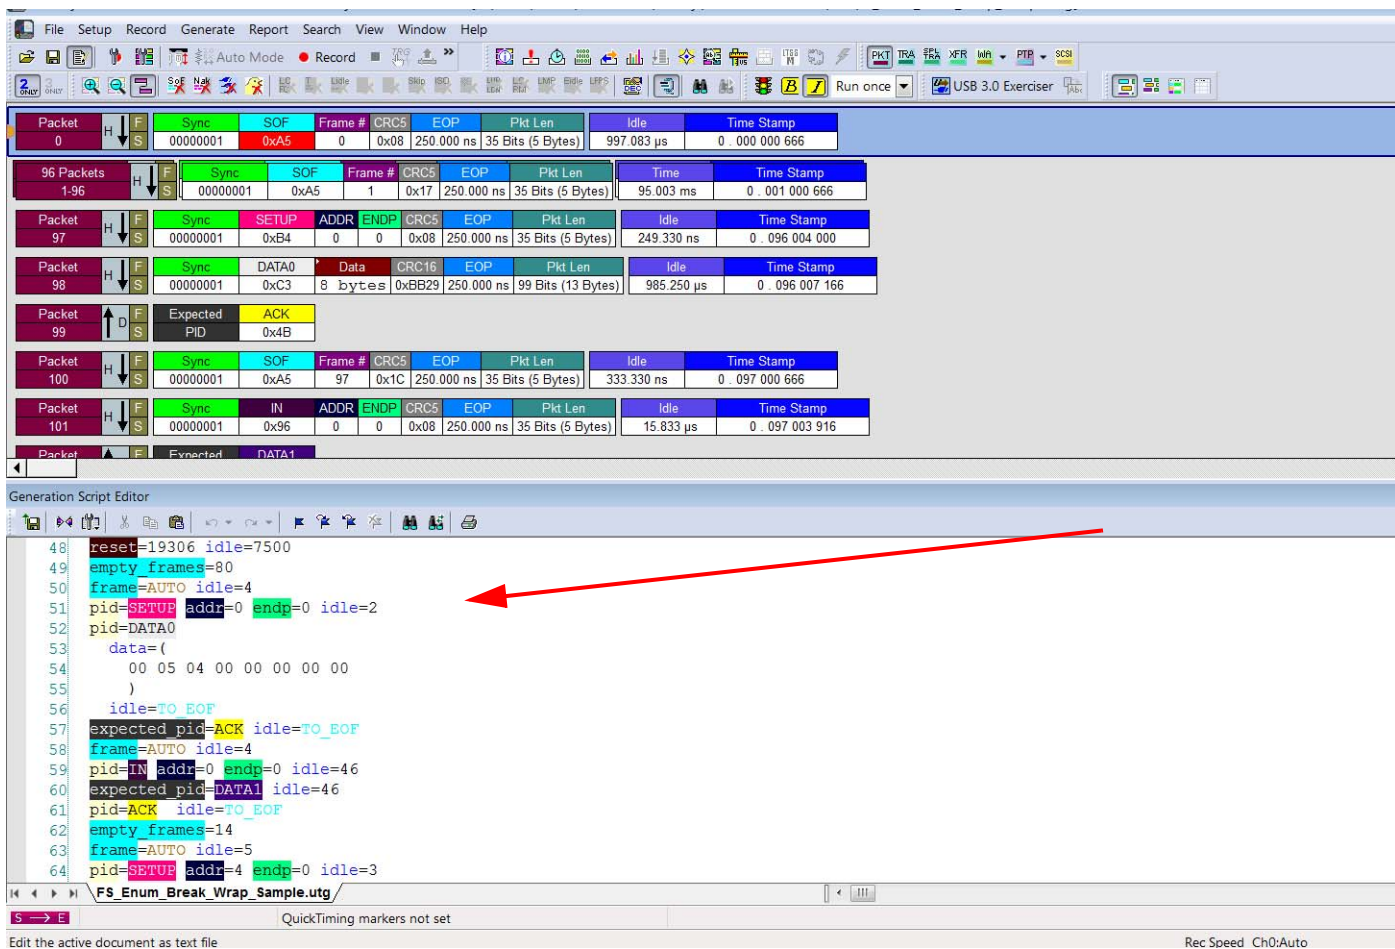 File Setup Record Generate Report Search View Window Help
Auto Mode Record PKT TRA XFR PTP SCSI
2 ONLY Run once USB 3.0 Exerciser
Packet H F Sync SOF Frame # CRC5 EOP Pkt Len Idle Time Stamp
0 S 00000001 0xA5 0 0x08 250.000 ns 35 Bits (5 Bytes) 997.083 µs 0 . 000 000 666
96 Packets H F Sync SOF Frame # CRC5 EOP Pkt Len Time Time Stamp
1-96 S 00000001 0xA5 1 0x17 250.000 ns 35 Bits (5 Bytes) 95.003 ms 0 . 001 000 666
Packet H F Sync SETUP ADDR ENDP CRC5 EOP Pkt Len Idle Time Stamp
97 S 00000001 0xB4 0 0 0x08 250.000 ns 35 Bits (5 Bytes) 249.330 ns 0 . 096 004 000
Packet H F Sync DATA0 Data CRC16 EOP Pkt Len Idle Time Stamp
98 S 00000001 0xC3 8 bytes 0xBB29 250.000 ns 99 Bits (13 Bytes) 985.250 µs 0 . 096 007 166
Packet D F Expected ACK
99 S PID 0x4B
Packet H F Sync SOF Frame # CRC5 EOP Pkt Len Idle Time Stamp
100 S 00000001 0xA5 97 0x1C 250.000 ns 35 Bits (5 Bytes) 333.330 ns 0 . 097 000 666
Packet H F Sync IN ADDR ENDP CRC5 EOP Pkt Len Idle Time Stamp
101 S 00000001 0x96 0 0 0x08 250.000 ns 35 Bits (5 Bytes) 15.833 µs 0 . 097 003 916
Packet F Expected DATA1
Generation Script Editor
48 reset=19306 idle=7500
49 empty_frames=80
50 frame=AUTO idle=4
51 pid=SETUP addr=0 endp=0 idle=2
52 pid=DATA0
53 data=(
54 00 05 04 00 00 00 00 00
55 )
56 idle=TO_EOF
57 expected_pid=ACK idle=TO_EOF
58 frame=AUTO idle=4
59 pid=IN addr=0 endp=0 idle=46
60 expected_pid=DATA1 idle=46
61 pid=ACK idle=TO_EOF
62 empty_frames=14
63 frame=AUTO idle=5
64 pid=SETUP addr=4 endp=0 idle=3
FS_Enum_Break_Wrap_Sample.utg
S → E QuickTiming markers not set
Edit the active document as text file Rec Speed Ch0:Auto